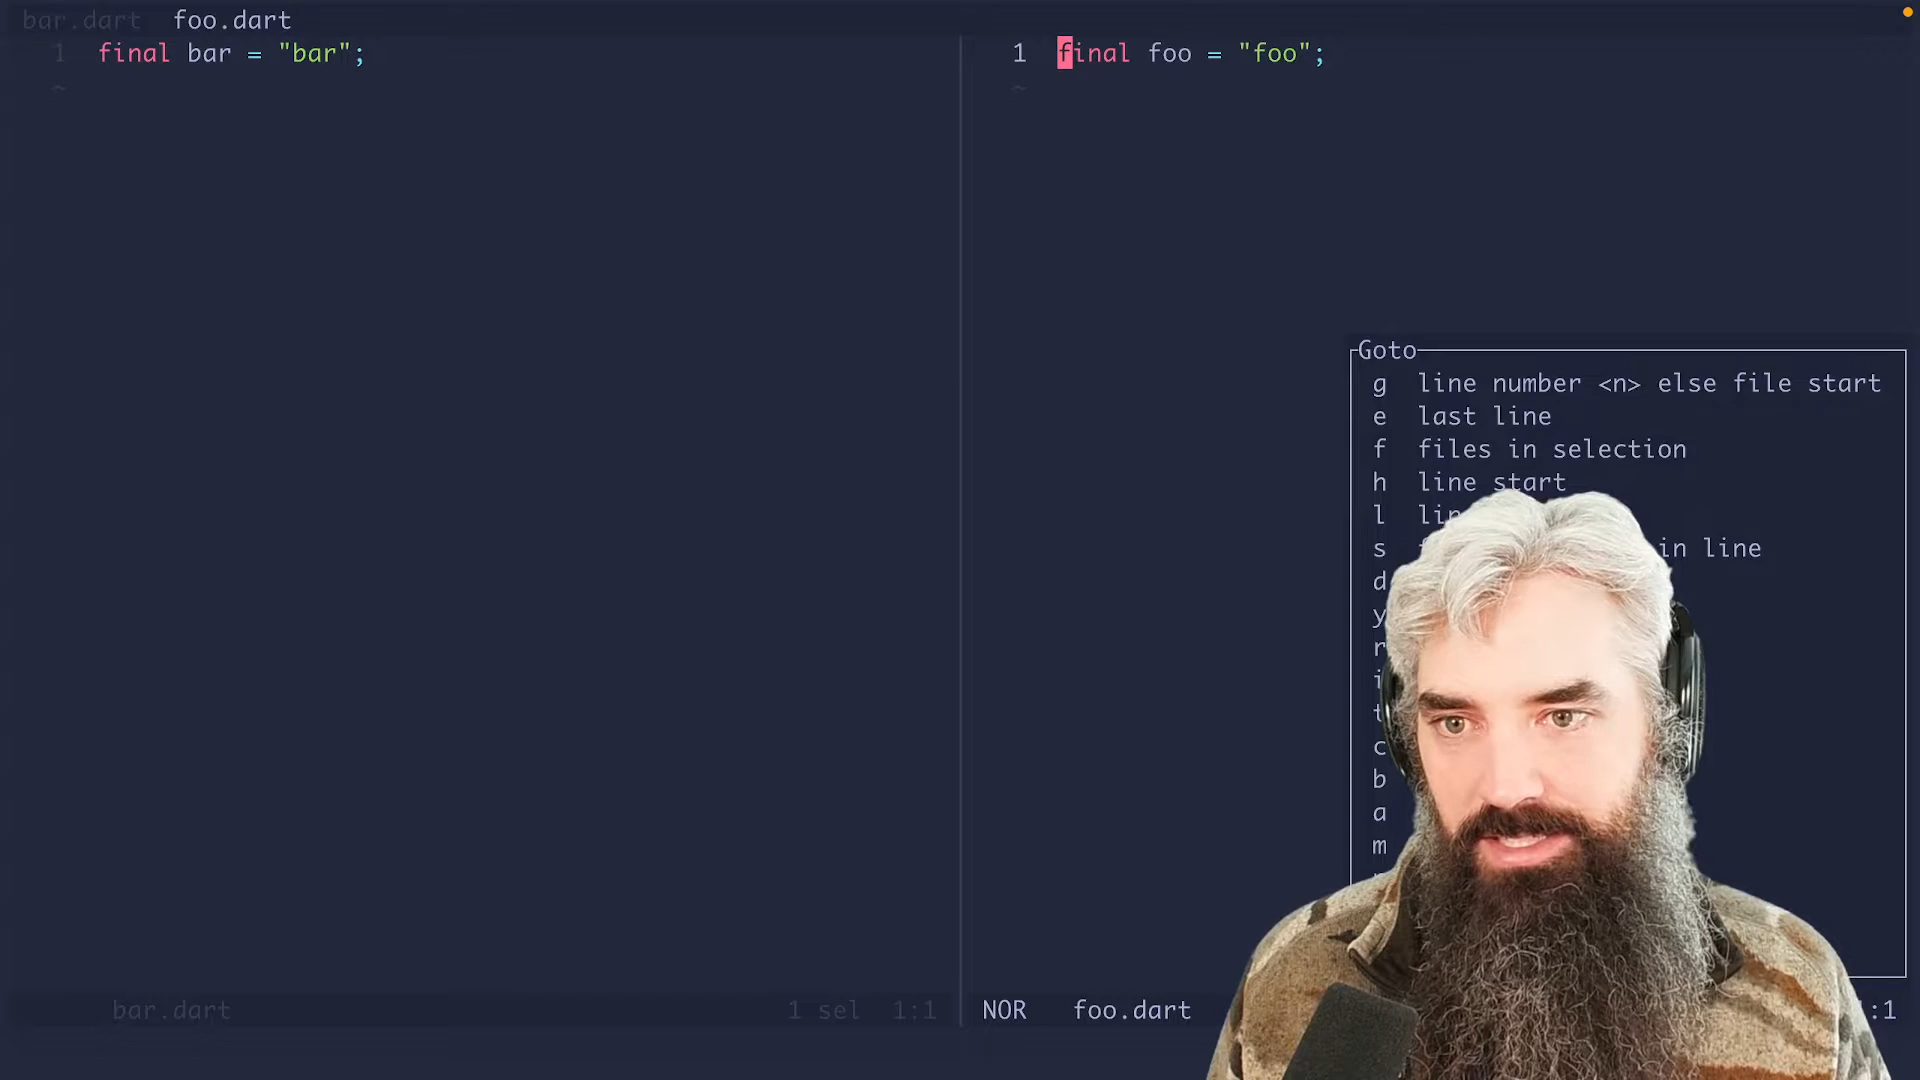 bar.dart foo.dart
1 final bar = "bar";
~
1 final foo = "foo";
~
Goto
g line number <n> else file start
e last line
f files in selection
h line start
l
s in line
d
y
r
i
t
c
b
a
m
bar.dart 1 sel 1:1
NOR foo.dart :1